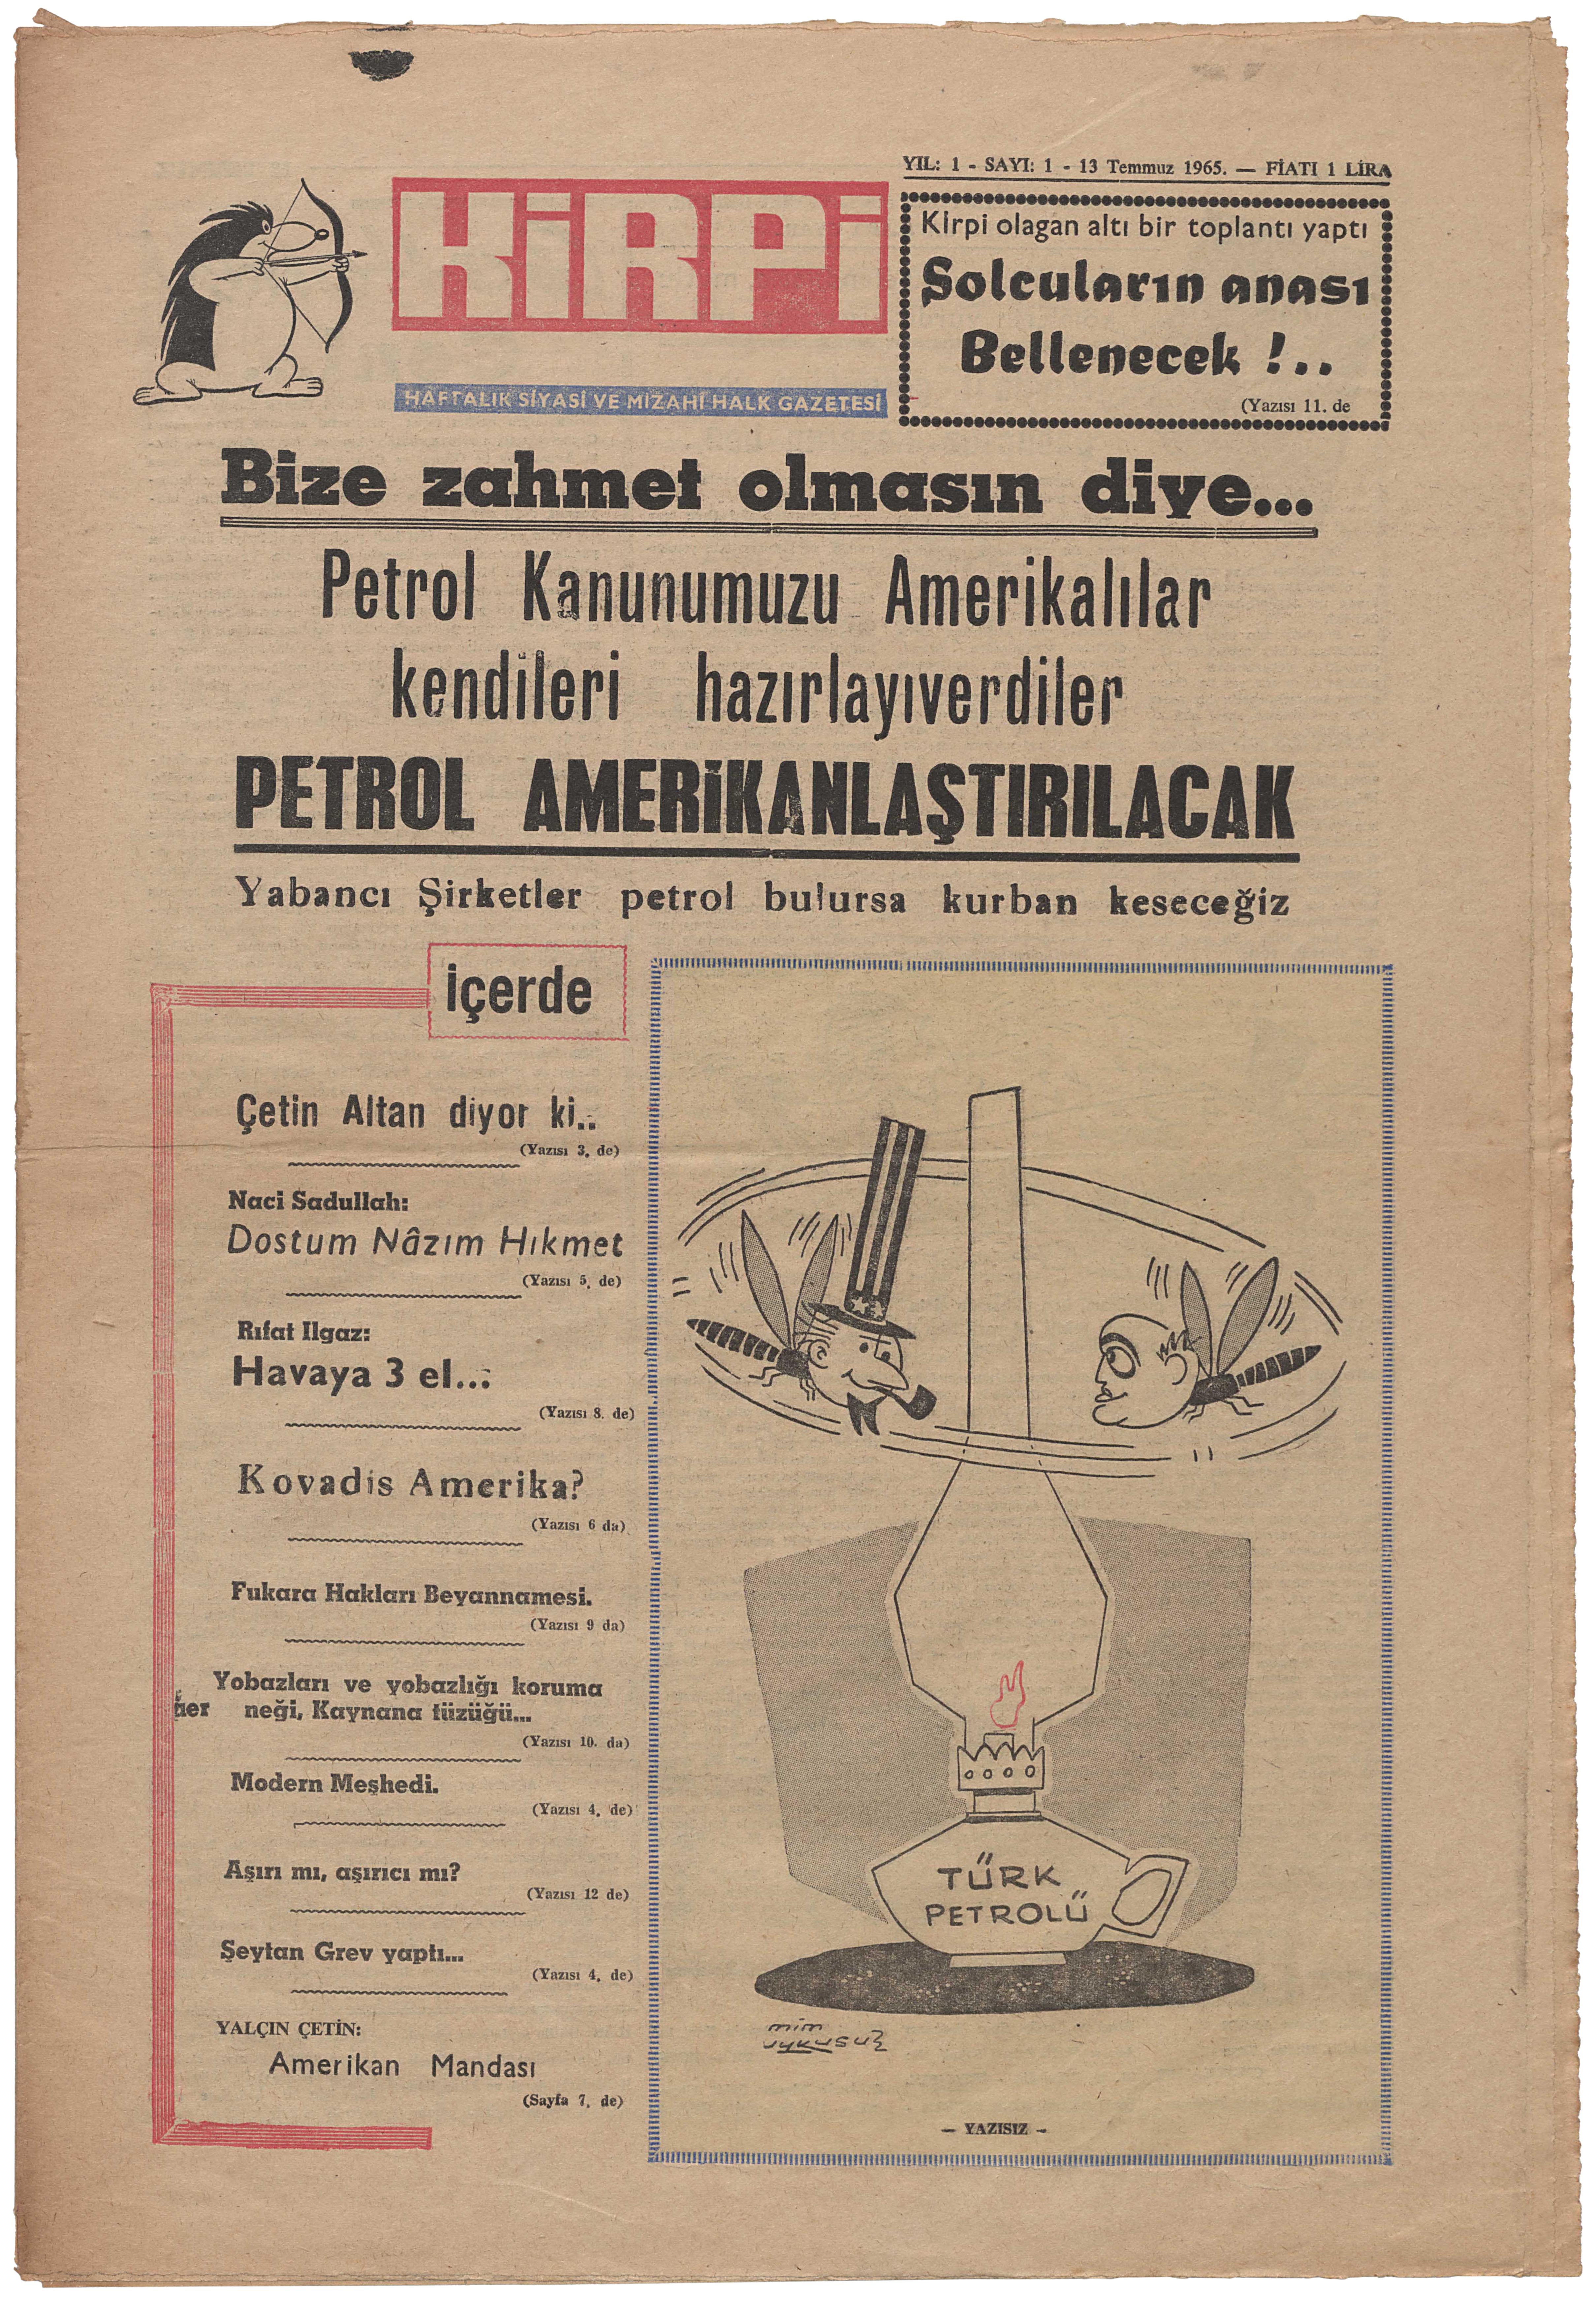 YIL: 1 - SAYI: 1 - 13 Temmuz 1965. — FİATI 1 LİRA
KİRPİ
HAFTALIK SİYASİ VE MİZAHİ HALK GAZETESİ
Kirpi olagan altı bir toplantı yaptı
Solcuların anası
Bellenecek !..
(Yazısı 11. de
Bize zahmet olmasın diye...
Petrol Kanunumuzu Amerikalılar
kendileri hazırlayıverdiler
PETROL AMERİKANLAŞTIRILACAK
Yabancı Şirketler petrol bulursa kurban keseceğiz
içerde
Çetin Altan diyor ki..
(Yazısı 3. de)
Naci Sadullah:
Dostum Nâzım Hikmet
(Yazısı 5. de)
Rıfat Ilgaz:
Havaya 3 el...
(Yazısı 8. de)
Kovadis Amerika?
(Yazısı 6 da)
Fukara Hakları Beyannamesi.
(Yazısı 9 da)
Yobazları ve yobazlığı koruma
der neği, Kaynana tüzüğü...
(Yazısı 10. da)
Modern Meşhedi.
(Yazısı 4. de)
Aşırı mı, aşırıcı mı?
(Yazısı 12 de)
Şeytan Grev yaptı...
(Yazısı 4. de)
YALÇIN ÇETİN:
Amerikan Mandası
(Sayfa 7. de)
TÜRK
PETROLÜ
mim
uykusuz
— YAZISIZ —